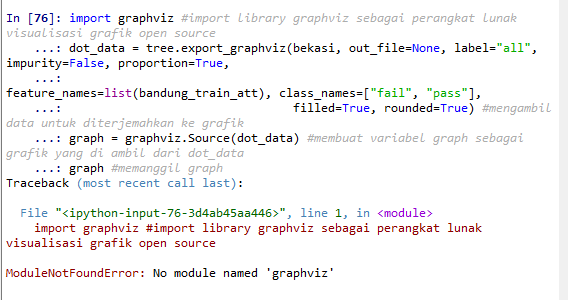 In [76]: import graphviz #import library graphviz sebagai perangkat lunak
visualisasi grafik open source
...: dot_data = tree.export_graphviz(bekasi, out_file=None, label="all",
impurity=False, proportion=True,
...:
feature_names=list(bandung_train_att), class_names=["fail", "pass"],
...: filled=True, rounded=True) #mengambil
data untuk diterjemahkan ke grafik
...: graph = graphviz.Source(dot_data) #membuat variabel graph sebagai
grafik yang di ambil dari dot_data
...: graph #memanggil graph
Traceback (most recent call last):

File "<ipython-input-76-3d4ab45aa446>", line 1, in <module>
import graphviz #import library graphviz sebagai perangkat lunak
visualisasi grafik open source

ModuleNotFoundError: No module named 'graphviz'